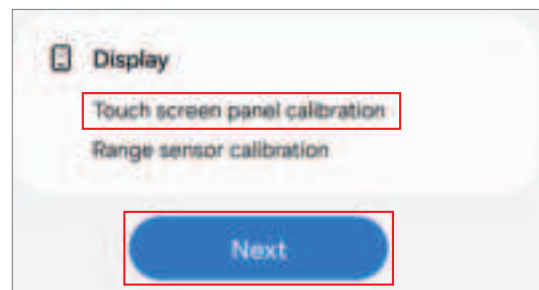 Display
Touch screen panel calibration
Range sensor calibration
Next